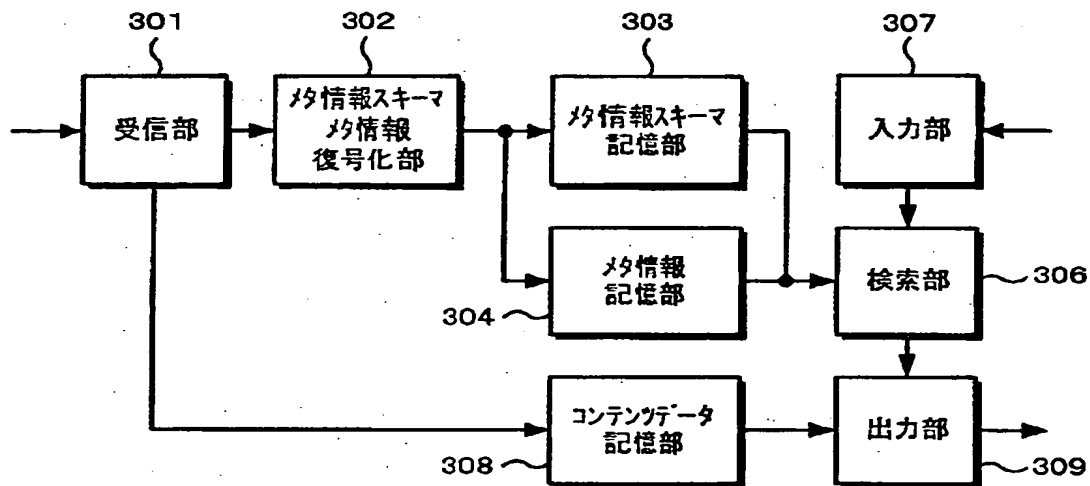 301
302
303
307
受信部
メタ情報スキーマ
メタ情報
復号化部
メタ情報スキーマ
記憶部
入力部
メタ情報
記憶部
304
検索部
306
コンテンツデータ
記憶部
308
出力部
309